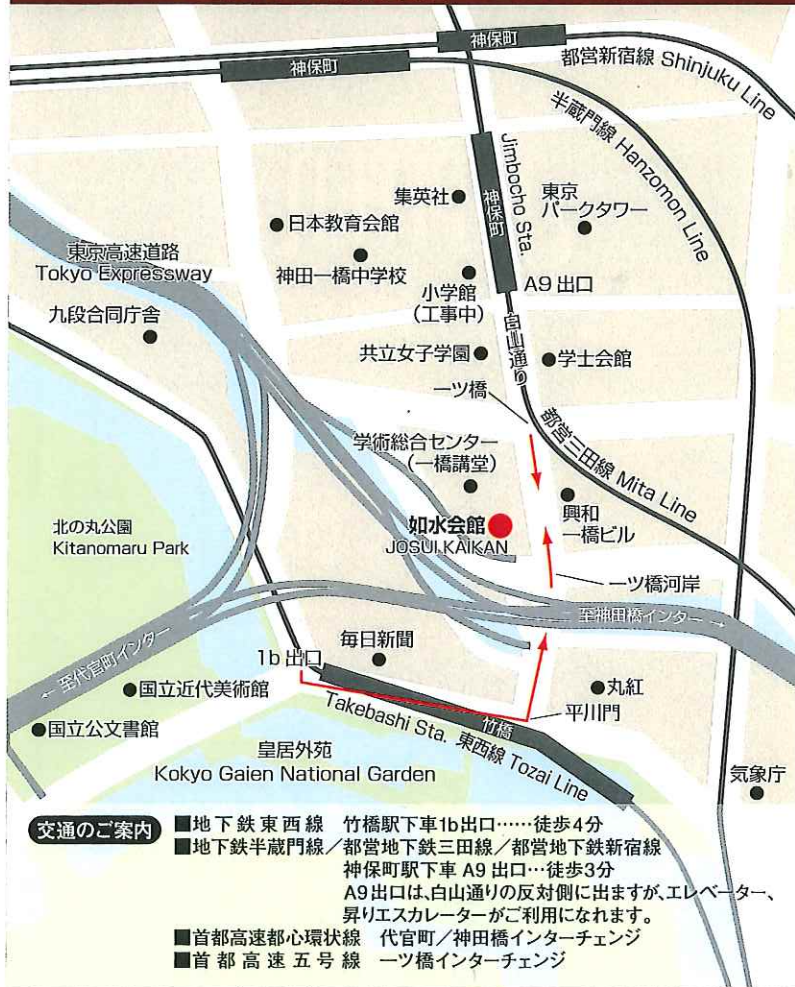 神保町
都営新宿線 Shinjuku Line
神保町
半蔵門線 Hanzomon Line
神保町
Jimbocho Sta.
集英社
東京
パークタワー
日本教育会館
東京高速道路
Tokyo Expressway
神田一橋中学校
小学館
(工事中)
A9 出口
九段合同庁舎
白山通り
共立女子学園
学士会館
一ツ橋
都営三田線 Mita Line
学術総合センター
(一橋講堂)
興和
一橋ビル
如水会館
JOSUI KAIKAN
北の丸公園
Kitanomaru Park
一ツ橋河岸
至神田橋インター →
← 至代官町インター
毎日新聞
1b 出口
国立近代美術館
丸紅
平川門
竹橋
Takebashi Sta. 東西線 Tozai Line
国立公文書館
皇居外苑
Kokyo Gaien National Garden
気象庁
交通のご案内
■地下鉄東西線 竹橋駅下車1b出口……徒歩4分
■地下鉄半蔵門線/都営地下鉄三田線/都営地下鉄新宿線
神保町駅下車 A9 出口…徒歩3分
A9出口は、白山通りの反対側に出ますが、エレベーター、
昇りエスカレーターがご利用になれます。
■首都高速都心環状線 代官町/神田橋インターチェンジ
■首都高速五号線 一ツ橋インターチェンジ